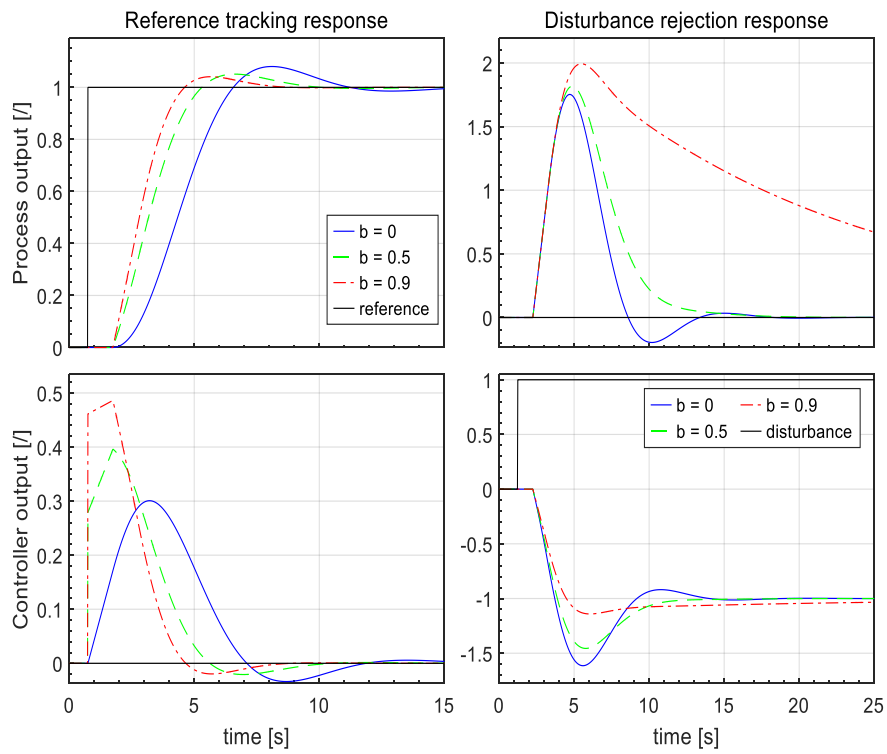 Reference tracking response
Process output [/]
1
0.8
0.6
0.4
0.2
0
b = 0
b = 0.5
b = 0.9
reference
Disturbance rejection response
2
1.5
1
0.5
0
Controller output [/]
0.5
0.4
0.3
0.2
0.1
0
0 5 10 15
time [s]
1
0.5
0
-0.5
-1
-1.5
b = 0 b = 0.9
b = 0.5 disturbance
0 5 10 15 20 25
time [s]